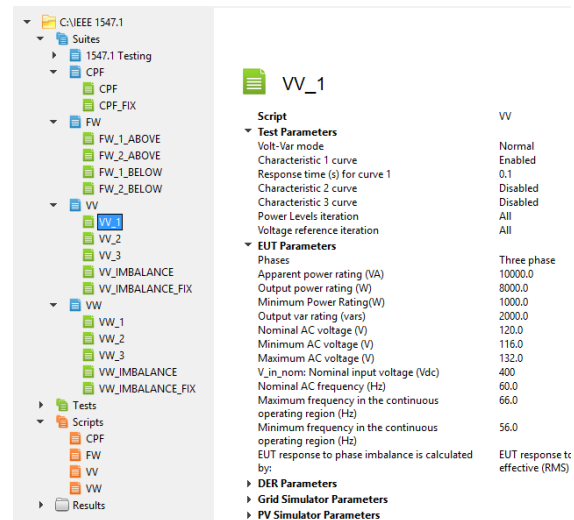 C:\IEEE 1547.1
Suites
1547.1 Testing
CPF
CPF
CPF_FIX
FW
FW_1_ABOVE
FW_2_ABOVE
FW_1_BELOW
FW_2_BELOW
VV
VV_1
VV_2
VV_3
VV_IMBALANCE
VV_IMBALANCE_FIX
VW
VW_1
VW_2
VW_3
VW_IMBALANCE
VW_IMBALANCE_FIX
Tests
Scripts
CPF
FW
VV
VW
Results
VV_1
Script VV
Test Parameters
Volt-Var mode Normal
Characteristic 1 curve Enabled
Response time (s) for curve 1 0.1
Characteristic 2 curve Disabled
Characteristic 3 curve Disabled
Power Levels iteration All
Voltage reference iteration All
EUT Parameters
Phases Three phase
Apparent power rating (VA) 10000.0
Output power rating (W) 8000.0
Minimum Power Rating(W) 1000.0
Output var rating (vars) 2000.0
Nominal AC voltage (V) 120.0
Minimum AC voltage (V) 116.0
Maximum AC voltage (V) 132.0
V_in_nom: Nominal input voltage (Vdc) 400
Nominal AC frequency (Hz) 60.0
Maximum frequency in the continuous 66.0
operating region (Hz)
Minimum frequency in the continuous 56.0
operating region (Hz)
EUT response to phase imbalance is calculated EUT response to
by: effective (RMS)
DER Parameters
Grid Simulator Parameters
PV Simulator Parameters